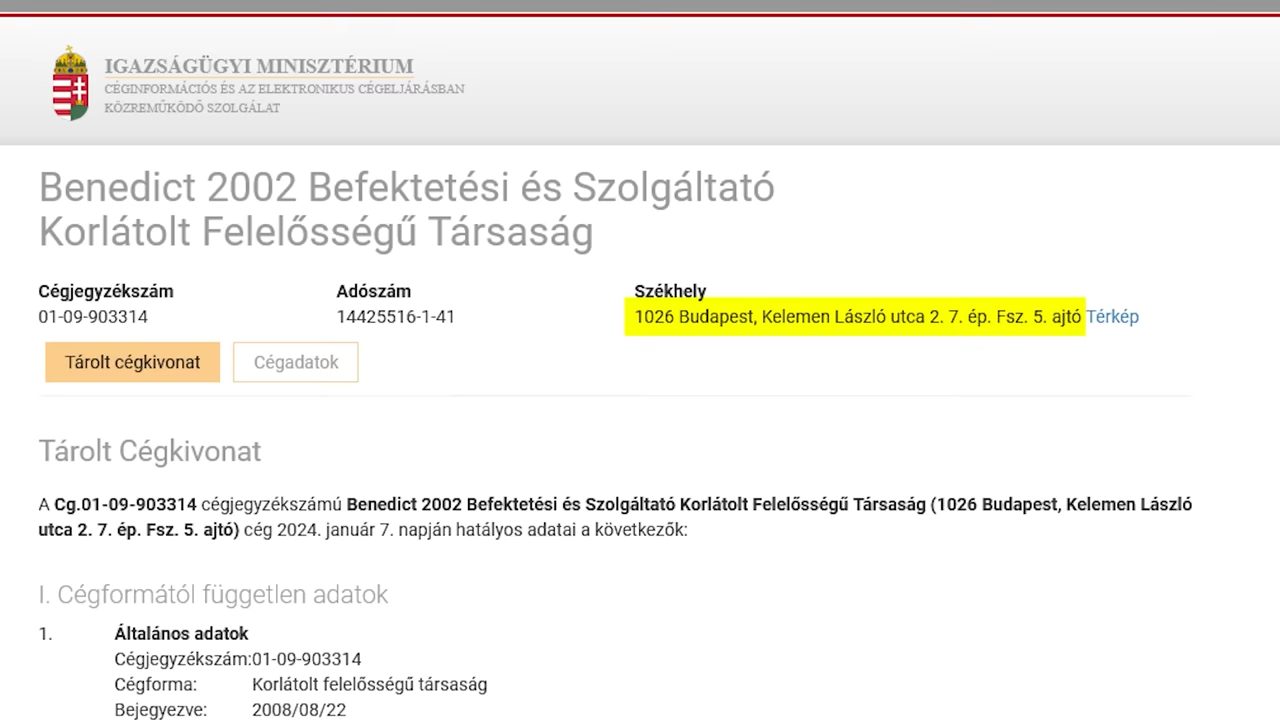 IGAZSÁGÜGYI MINISZTÉRIUM
CÉGINFORMÁCIÓS ÉS AZ ELEKTRONIKUS CÉGELJÁRÁSBAN
KÖZREMŰKÖDŐ SZOLGÁLAT
Benedict 2002 Befektetési és Szolgáltató
Korlátolt Felelősségű Társaság
Cégjegyzékszám Adószám Székhely
01-09-903314 14425516-1-41 1026 Budapest, Kelemen László utca 2. 7. ép. Fsz. 5. ajtó Térkép
Tárolt cégkivonat Cégadatok
Tárolt Cégkivonat
A Cg.01-09-903314 cégjegyzékszámú Benedict 2002 Befektetési és Szolgáltató Korlátolt Felelősségű Társaság (1026 Budapest, Kelemen László
utca 2. 7. ép. Fsz. 5. ajtó) cég 2024. január 7. napján hatályos adatai a következők:
I. Cégformától független adatok
1. Általános adatok
Cégjegyzékszám:01-09-903314
Cégforma: Korlátolt felelősségű társaság
Bejegyezve: 2008/08/22